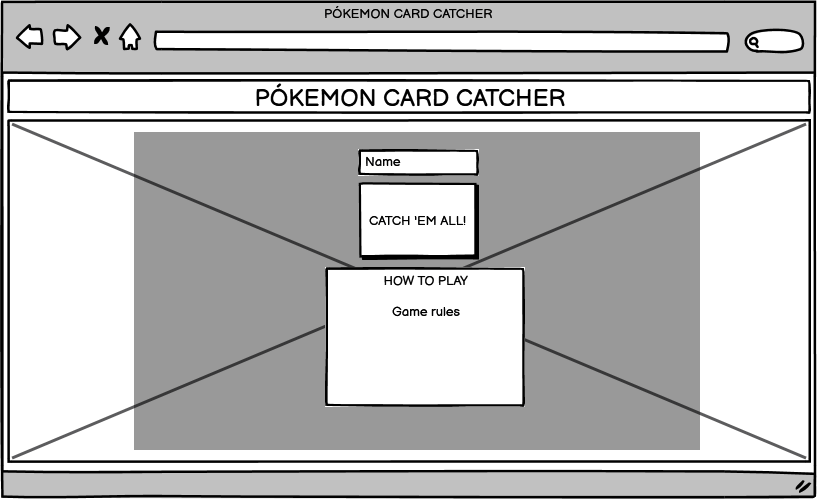 PÓKEMON CARD CATCHER
PÓKEMON CARD CATCHER
Name
CATCH 'EM ALL!
HOW TO PLAY
Game rules